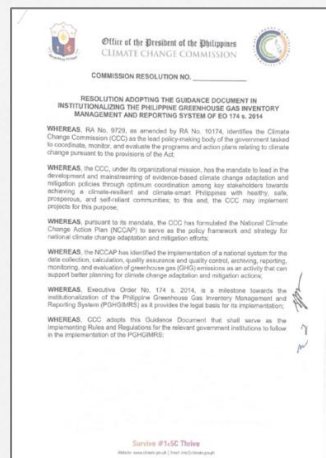 Office of the President of the Philippines
CLIMATE CHANGE COMMISSION
COMMISSION RESOLUTION NO. ________________
RESOLUTION ADOPTING THE GUIDANCE DOCUMENT IN
INSTITUTIONALIZING THE PHILIPPINE GREENHOUSE GAS INVENTORY
MANAGEMENT AND REPORTING SYSTEM OF EO 174 s. 2014
WHEREAS, RA No. 9729, as amended by RA No. 10174, identifies the Climate
Change Commission (CCC) as the lead policy-making body of the government tasked
to coordinate, monitor, and evaluate the programs and action plans relating to climate
change pursuant to the provisions of the Act;
WHEREAS, the CCC, under its organizational mission, has the mandate to lead in the
development and mainstreaming of evidence-based climate change adaptation and
mitigation policies through optimum coordination among key stakeholders towards
achieving a climate-resilient and climate-smart Philippines with healthy, safe,
prosperous, and self-reliant communities; to this end, the CCC may implement
projects for this purpose;
WHEREAS, pursuant to its mandate, the CCC has formulated the National Climate
Change Action Plan (NCCAP) to serve as the policy framework and strategy for
national climate change adaptation and mitigation efforts;
WHEREAS, the NCCAP has identified the implementation of a national system for the
data collection, calculation, quality assurance and quality control, archiving, reporting,
monitoring, and evaluation of greenhouse gas (GHG) emissions as an activity that can
support better planning for climate change adaptation and mitigation actions;
WHEREAS, Executive Order No. 174 s. 2014, is a milestone towards the
institutionalization of the Philippine Greenhouse Gas Inventory Management and
Reporting System (PGHGIMRS) as it provides the legal basis for its implementation;
WHEREAS, CCC adopts this Guidance Document that shall serve as the
Implementing Rules and Regulations for the relevant government institutions to follow
in the implementation of the PGHGIMRS:
Survive #1o5C Thrive